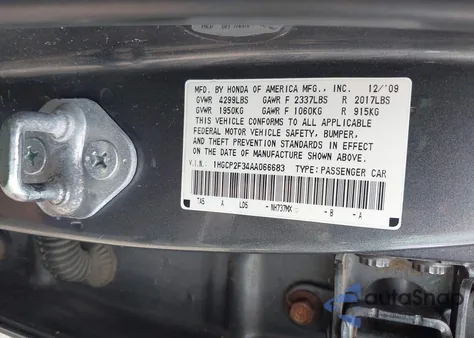 MFD BY HONDA OF AMERICA MFG., INC. 12/'09
GVWR 4299LBS GAWR F 2337LBS R 2017LBS
GVWR 1950KG GAWR F 1060KG R 915KG
THIS VEHICLE CONFORMS TO ALL APPLICABLE
FEDERAL MOTOR VEHICLE SAFETY, BUMPER,
AND THEFT PREVENTION STANDARDS IN EFFECT
ON THE DATE OF MANUFACTURE SHOWN ABOVE.
V.I.N. 1HGCP2F34AA066683 TYPE: PASSENGER CAR
TA5 A LD5 - NH737MX - B - A
autoSnap